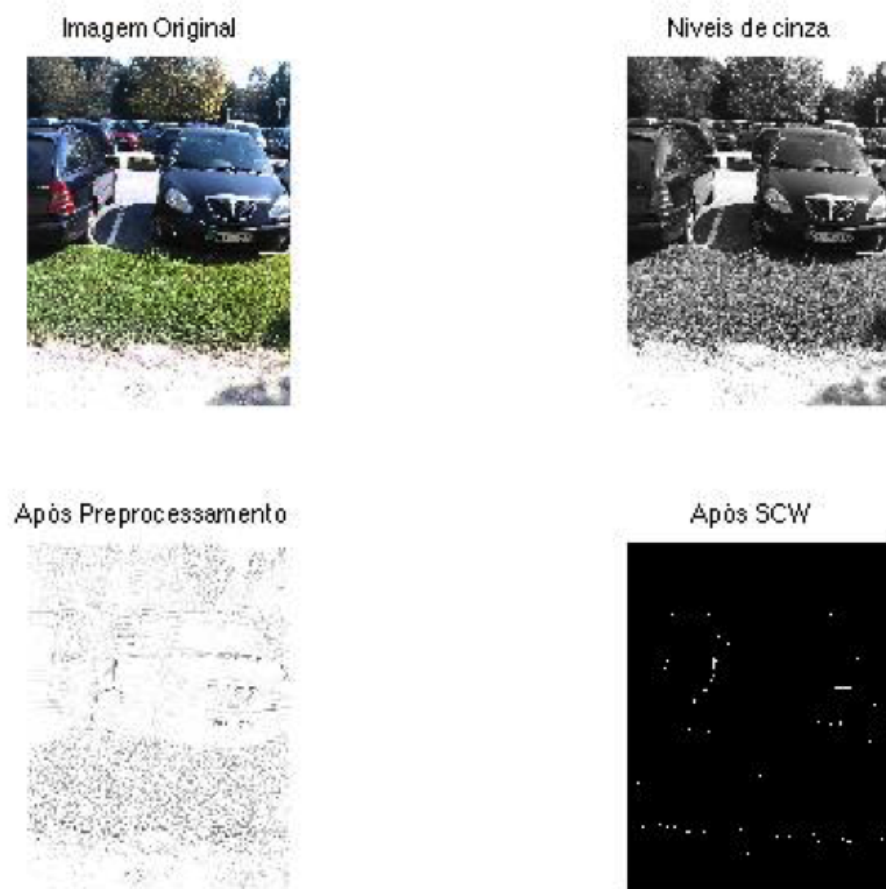 Imagem Original
Niveis de cinza
Após Preprocessamento
Após SCW